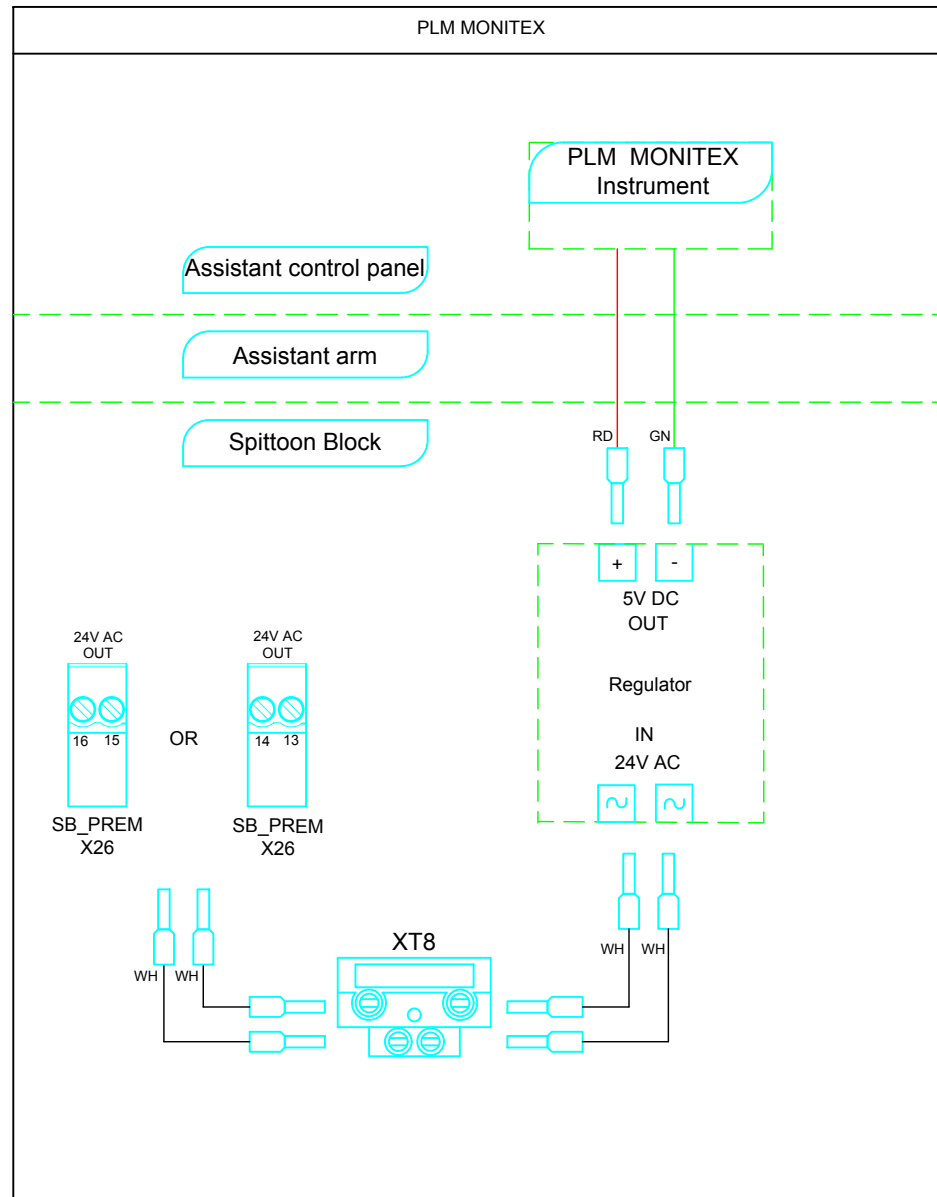 PLM MONITEX
PLM MONITEX
Instrument
Assistant control panel
Assistant arm
Spittoon Block
RD GN
+ -
5V DC
OUT
Regulator
IN
24V AC
24V AC
OUT
16 15
SB_PREM
X26
OR
24V AC
OUT
14 13
SB_PREM
X26
WH WH
XT8
WH WH